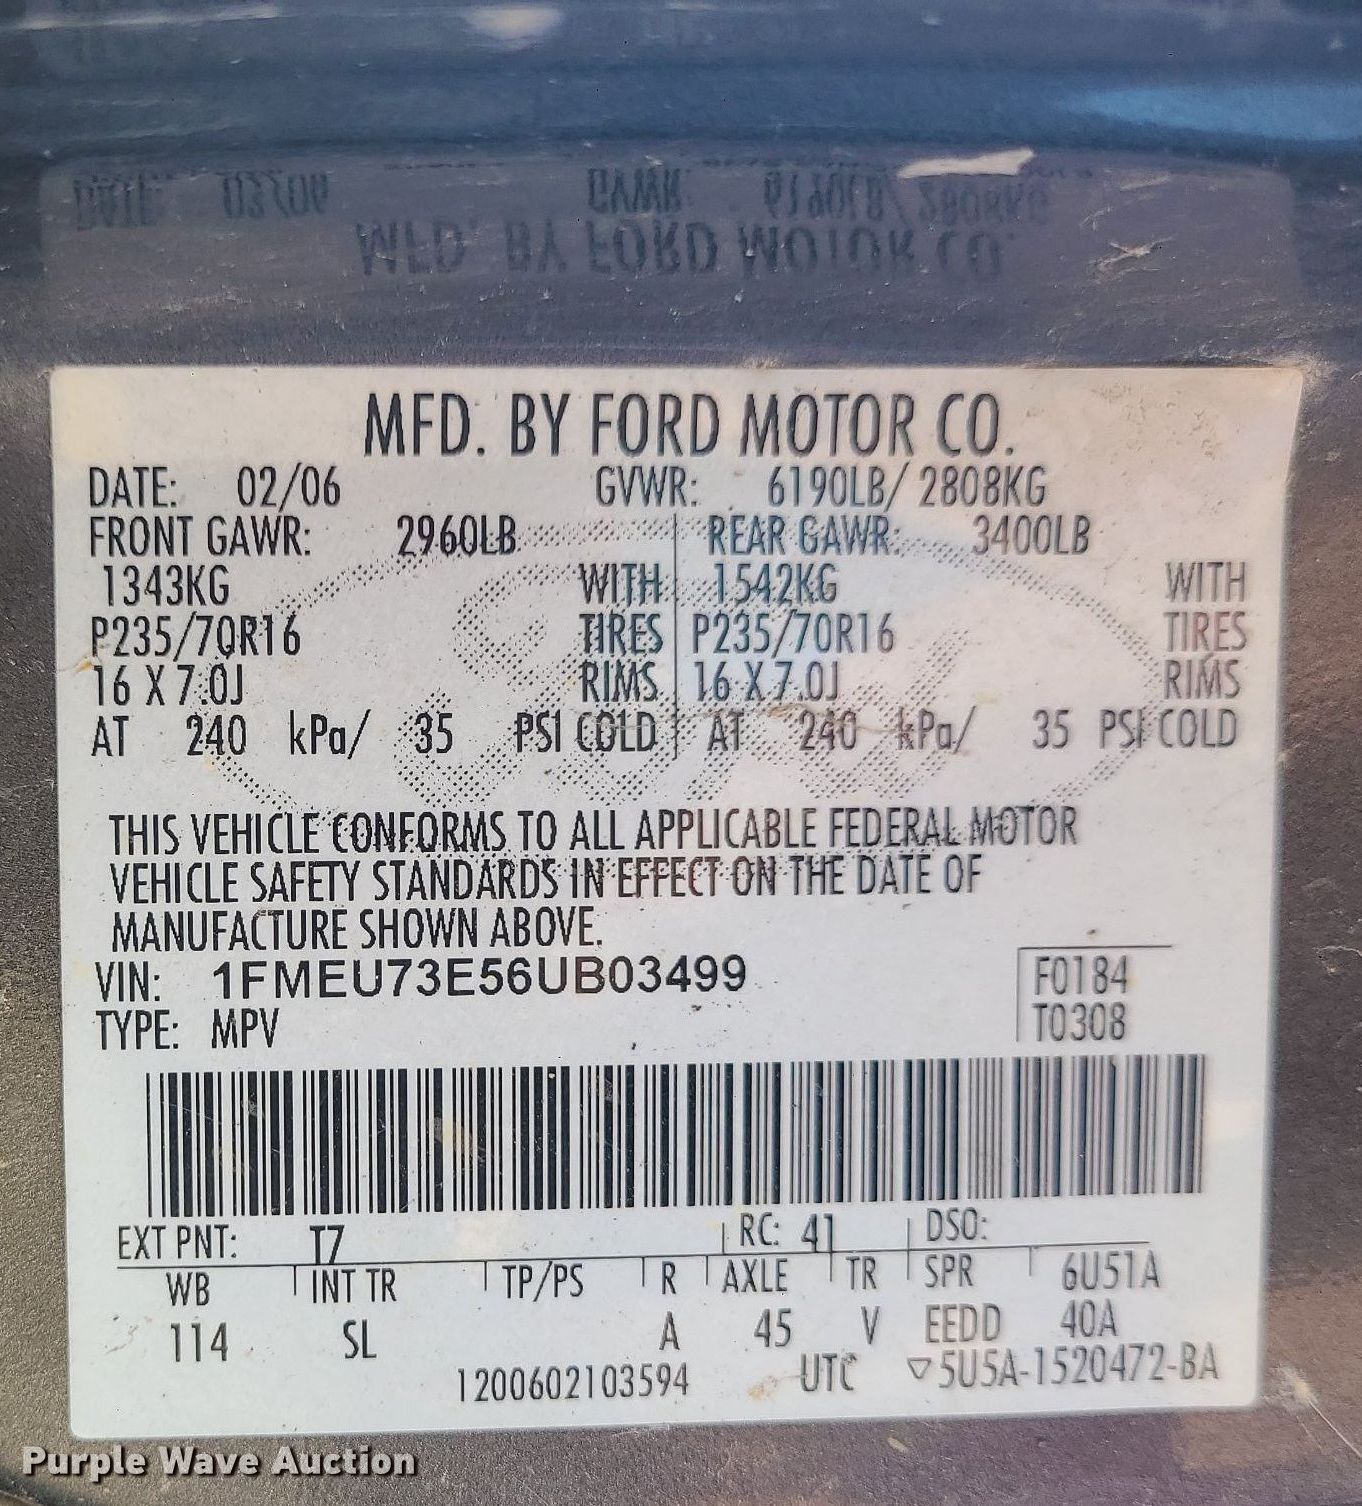 MFD. BY FORD MOTOR CO.
DATE: 02/06 GVWR: 6190LB/ 2808KG
FRONT GAWR: 2960LB REAR GAWR: 3400LB
1343KG WITH 1542KG WITH
P235/70R16 TIRES P235/70R16 TIRES
16 X 7.0J RIMS 16 X 7.0J RIMS
AT 240 kPa/ 35 PSI COLD AT 240 kPa/ 35 PSI COLD
THIS VEHICLE CONFORMS TO ALL APPLICABLE FEDERAL MOTOR
VEHICLE SAFETY STANDARDS IN EFFECT ON THE DATE OF
MANUFACTURE SHOWN ABOVE.
VIN: 1FMEU73E56UB03499 F0184
TYPE: MPV T0308
EXT PNT: T7 RC: 41 DSO:
WB INT TR TP/PS R AXLE TR SPR 6U51A
114 SL A 45 V EEDD 40A
1200602103594 UTC ▽5U5A-1520472-BA
Purple Wave Auction